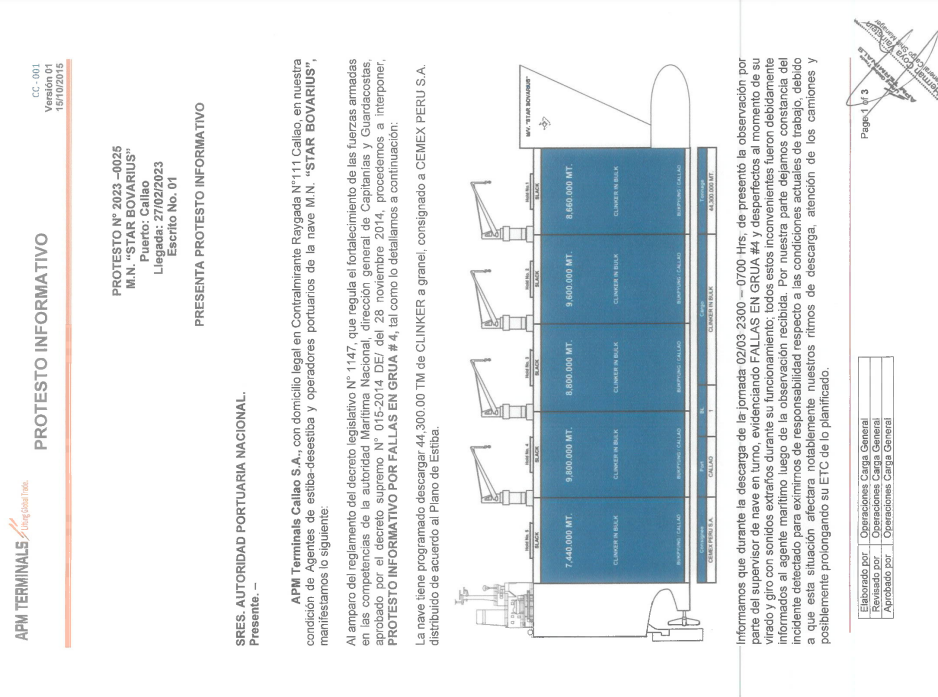 APM TERMINALS
Lifting Global Trade.
CC - 001
Versión 01
15/10/2015
PROTESTO INFORMATIVO
PROTESTO N° 2023 –0025
M.N. “STAR BOVARIUS”
Puerto: Callao
Llegada: 27/02/2023
Escrito No. 01
PRESENTA PROTESTO INFORMATIVO
SRES. AUTORIDAD PORTUARIA NACIONAL.
Presente. –
APM Terminals Callao S.A., con domicilio legal en Contralmirante Raygada N°111 Callao, en nuestra
condición de Agentes de estiba-desestiba y operadores portuarios de la nave M.N. “STAR BOVARIUS”,
manifestamos lo siguiente:
Al amparo del reglamento del decreto legislativo N° 1147, que regula el fortalecimiento de las fuerzas armadas
en las competencias de la autoridad Marítima Nacional, dirección general de Capitanías y Guardacostas,
aprobado por el decreto supremo N° 015-2014 DE/ del 28 noviembre 2014, procedemos a interponer,
PROTESTO INFORMATIVO POR FALLAS EN GRUA # 4, tal como lo detallamos a continuación:
La nave tiene programado descargar 44,300.00 TM de CLINKER a granel, consignado a CEMEX PERU S.A.
distribuido de acuerdo al Plano de Estiba.
M/V. "STAR BOVARIUS"
Hold No. 5 Hold No. 4 Hold No. 3 Hold No. 2 Hold No. 1
BLACK BLACK BLACK BLACK BLACK
7,440.000 MT. 9,800.000 MT. 8,800.000 MT. 9,600.000 MT. 8,660.000 MT.
CLINKER IN BULK CLINKER IN BULK CLINKER IN BULK CLINKER IN BULK CLINKER IN BULK
BUKPYUNG / CALLAO BUKPYUNG / CALLAO BUKPYUNG / CALLAO BUKPYUNG / CALLAO BUKPYUNG / CALLAO
Consignee Port BL Cargo Tonnage
CEMEX PERU S.A. CALLAO 1 CLINKER IN BULK 44,300.000 MT.
Informamos que durante la descarga de la jornada 02/03 2300 – 0700 Hrs, de presentó la observación por
parte del supervisor de nave en turno, evidenciando FALLAS EN GRUA #4 y desperfectos al momento de su
virado y giro con sonidos extraños durante su funcionamiento; todos estos inconvenientes fueron debidamente
informados al agente marítimo luego de la observación recibida. Por nuestra parte dejamos constancia del
incidente detectado para eximirnos de responsabilidad respecto a las condiciones actuales de trabajo, debido
a que esta situación afectara notablemente nuestros ritmos de descarga, atención de los camiones y
posiblemente prolongando su ETC de lo planificado.
Elaborado por Operaciones Carga General
Revisado por Operaciones Carga General
Aprobado por Operaciones Carga General
Page 1 of 3
APM TERMINALS